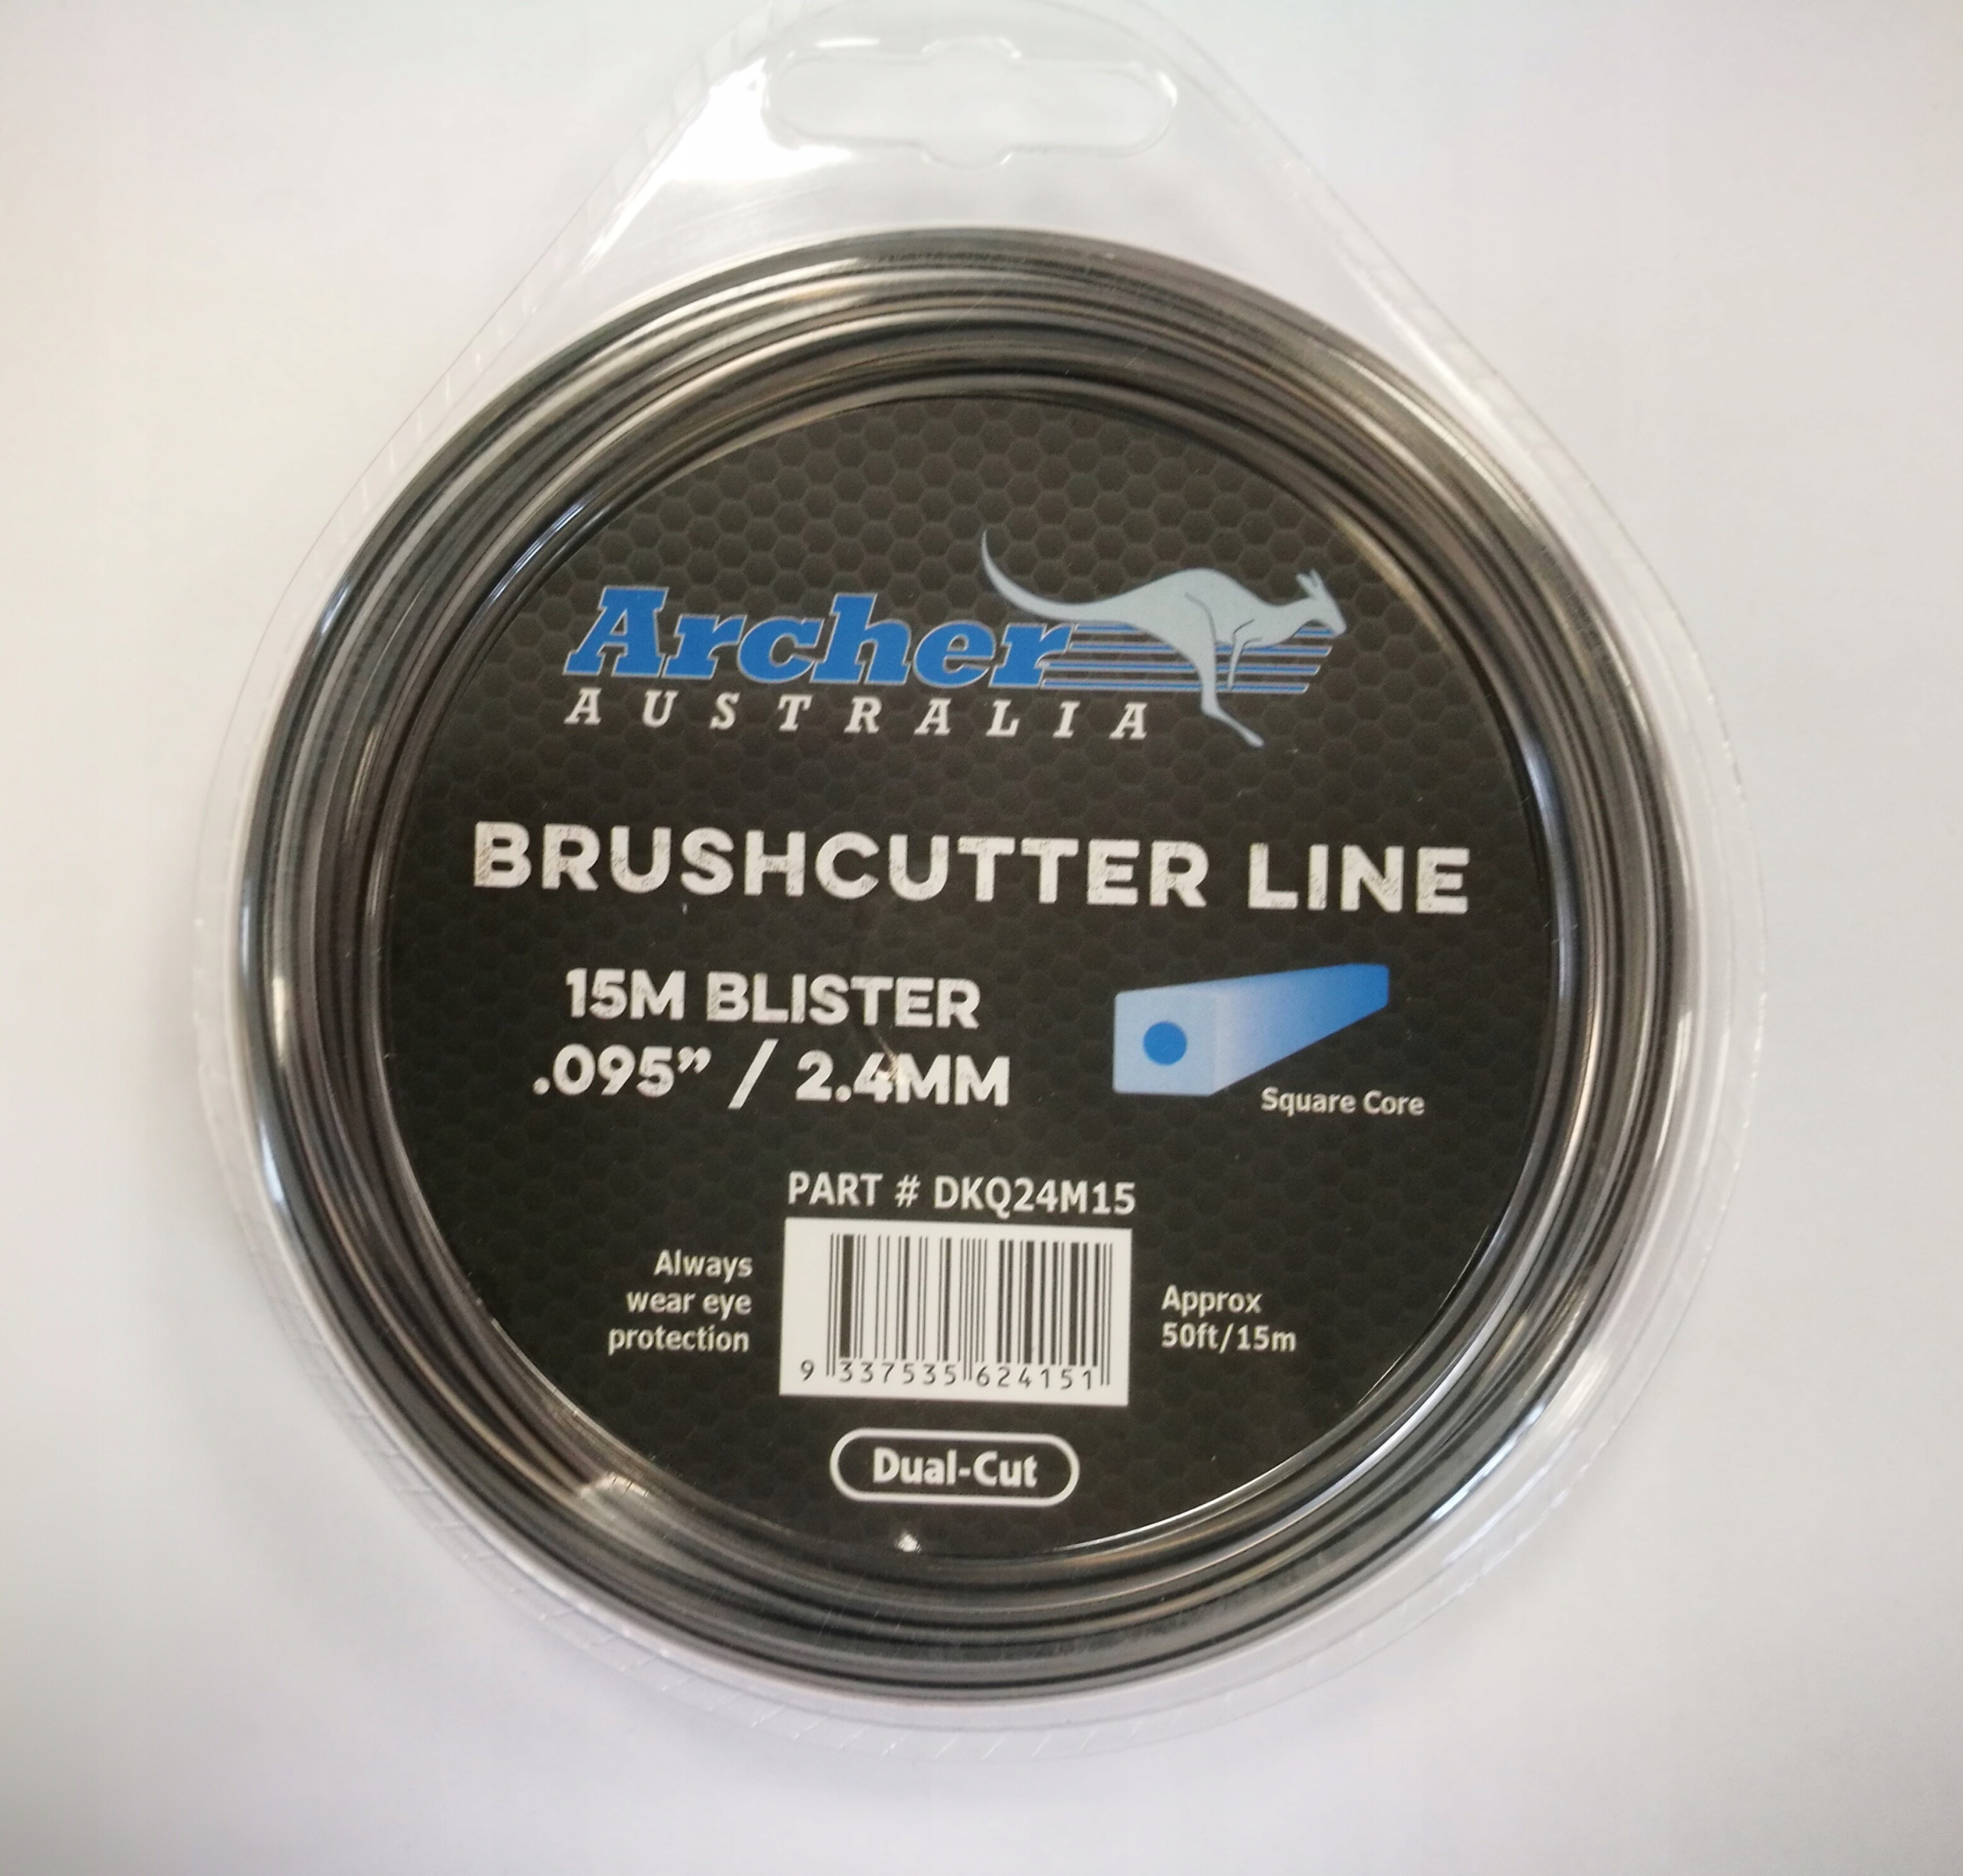 Archer
AUSTRALIA
BRUSHCUTTER LINE
15M BLISTER
.095” / 2.4MM
Square Core
PART # DKQ24M15
Always
wear eye
protection
9 337535 624151
Approx
50ft/15m
Dual-Cut